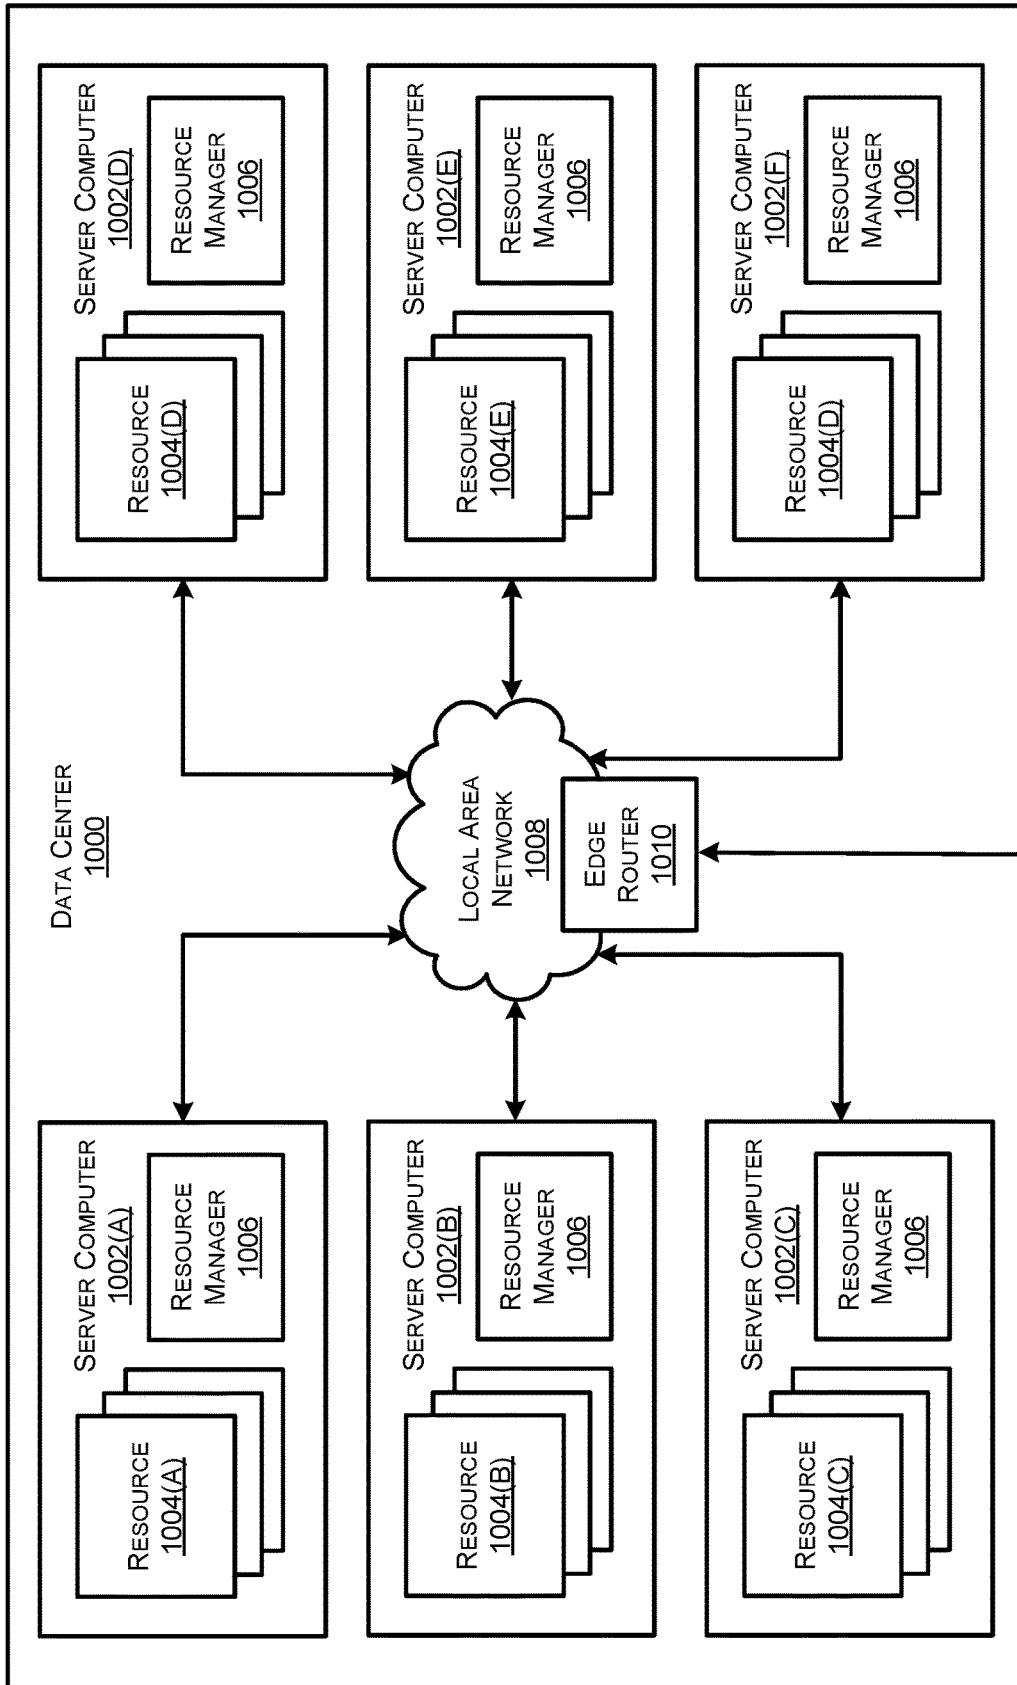 DATA CENTER
1000
SERVER COMPUTER
1002(A)
RESOURCE
1004(A)
RESOURCE
MANAGER
1006
SERVER COMPUTER
1002(B)
RESOURCE
1004(B)
RESOURCE
MANAGER
1006
SERVER COMPUTER
1002(C)
RESOURCE
1004(C)
RESOURCE
MANAGER
1006
LOCAL AREA
NETWORK
1008
EDGE
ROUTER
1010
SERVER COMPUTER
1002(D)
RESOURCE
1004(D)
RESOURCE
MANAGER
1006
SERVER COMPUTER
1002(E)
RESOURCE
1004(E)
RESOURCE
MANAGER
1006
SERVER COMPUTER
1002(F)
RESOURCE
1004(D)
RESOURCE
MANAGER
1006